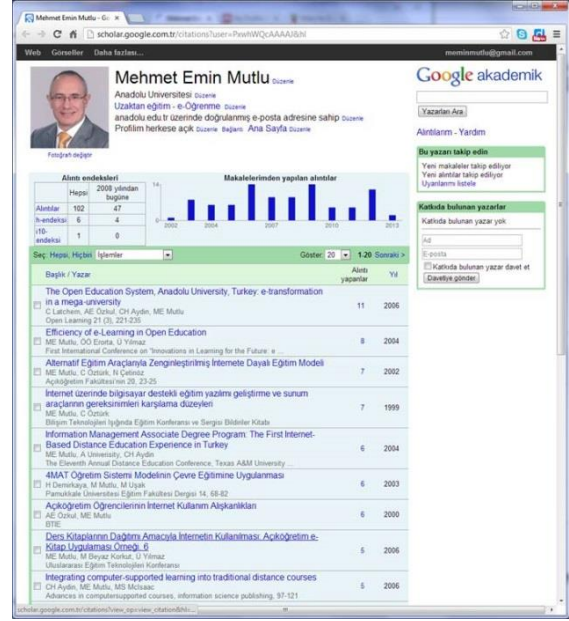 Mehmet Emin Mutlu - Go
scholar.google.com.tr/citations?user=PxwhWQcAAAAJ&hl
Web Görseller Daha fazlası... meminmutlu@gmail.com
Mehmet Emin Mutlu Düzenle
Anadolu Universitesi Düzenle
Uzaktan eğitim - e-Öğrenme Düzenle
anadolu.edu.tr üzerinde doğrulanmış e-posta adresine sahip Düzenle
Profilim herkese açık Düzenle Bağlantı Ana Sayfa Düzenle
Fotoğrafı değiştir
Google akademik
Yazarları Ara
Alıntılarım - Yardım
Bu yazarı takip edin
Yeni makaleler takip ediliyor
Yeni alıntılar takip ediliyor
Uyarılarımı listele
Katkıda bulunan yazarlar
Katkıda bulunan yazar yok
Ad
E-posta
Katkıda bulunan yazar davet et
Davetiye gönder
Alıntı endeksleri
Hepsi 2008 yılından bugüne
Alıntılar 102 47
h-endeksi 6 4
i10-endeksi 1 0
Makalelerimden yapılan alıntılar
14
0
2002 2004 2010 2013
Seç: Hepsi, Hiçbiri İşlemler Göster: 20 1-20 Sonraki >
Başlık / Yazar Alıntı yapanlar Yıl
The Open Education System, Anadolu University, Turkey: e-transformation
in a mega-university 11 2006
C Latchem, AE Özkul, CH Aydin, ME Mutlu
Open Learning 21 (3), 221-235
Efficiency of e-Learning in Open Education 8 2004
ME Mutlu, ÖÖ Erorta, Ü Yılmaz
First International Conference on "Innovations in Learning for the Future: e ...
Alternatif Eğitim Araçlarıyla Zenginleştirilmiş İnternete Dayalı Eğitim Modeli 7 2002
ME Mutlu, C Öztürk, N Çetinöz
Açıköğretim Fakültesi'nin 20, 23-25
İnternet üzerinde bilgisayar destekli eğitim yazılımı geliştirme ve sunum
araçlarının gereksinimleri karşılama düzeyleri 7 1999
ME Mutlu, C Öztürk
Bilişim Teknolojileri Işığında Eğitim Konferansı ve Sergisi Bildiriler Kitabı
Information Management Associate Degree Program: The First Internet-
Based Distance Education Experience in Turkey 6 2004
ME Mutlu, A University, CH Aydin
The Eleventh Annual Distance Education Conference, Texas A&M University ...
4MAT Öğretim Sistemi Modelinin Çevre Eğitimine Uygulanması 6 2003
H Demirkaya, M Mutlu, M Uşak
Pamukkale Üniversitesi Eğitim Fakültesi Dergisi 14, 68-82
Açıköğretim Öğrencilerinin İnternet Kullanım Alışkanlıkları 6 2000
AE Özkul, ME Mutlu
BTIE
Ders Kitaplarının Dağıtımı Amacıyla İnternetin Kullanılması: Açıköğretim e-
Kitap Uygulaması Örneği, 6 5 2006
ME Mutlu, M Beyaz Korkut, Ü Yılmaz
Uluslararası Eğitim Teknolojileri Konferansı
Integrating computer-supported learning into traditional distance courses 5 2006
CH Aydin, ME Mutlu, MS McIsaac
Advances in computersupported courses, information science publishing, 97-121
scholar.google.com.tr/citations?view_op=view_citation&hl=...